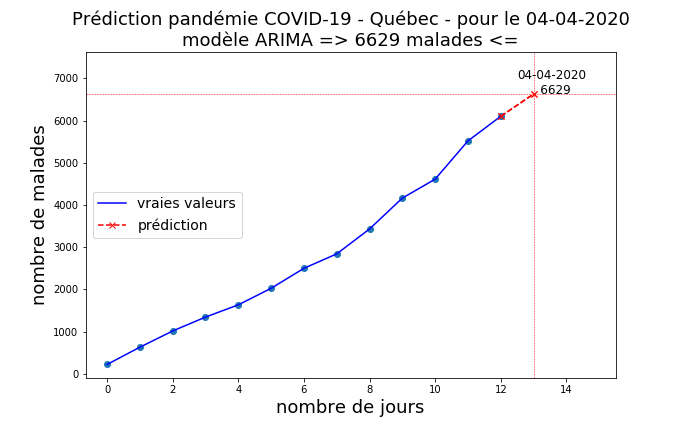 Prédiction pandémie COVID-19 - Québec - pour le 04-04-2020
modèle ARIMA => 6629 malades <=
04-04-2020
6629
7000
6000
5000
4000
3000
2000
1000
0
nombre de malades
vraies valeurs
prédiction
0 2 4 6 8 10 12 14
nombre de jours